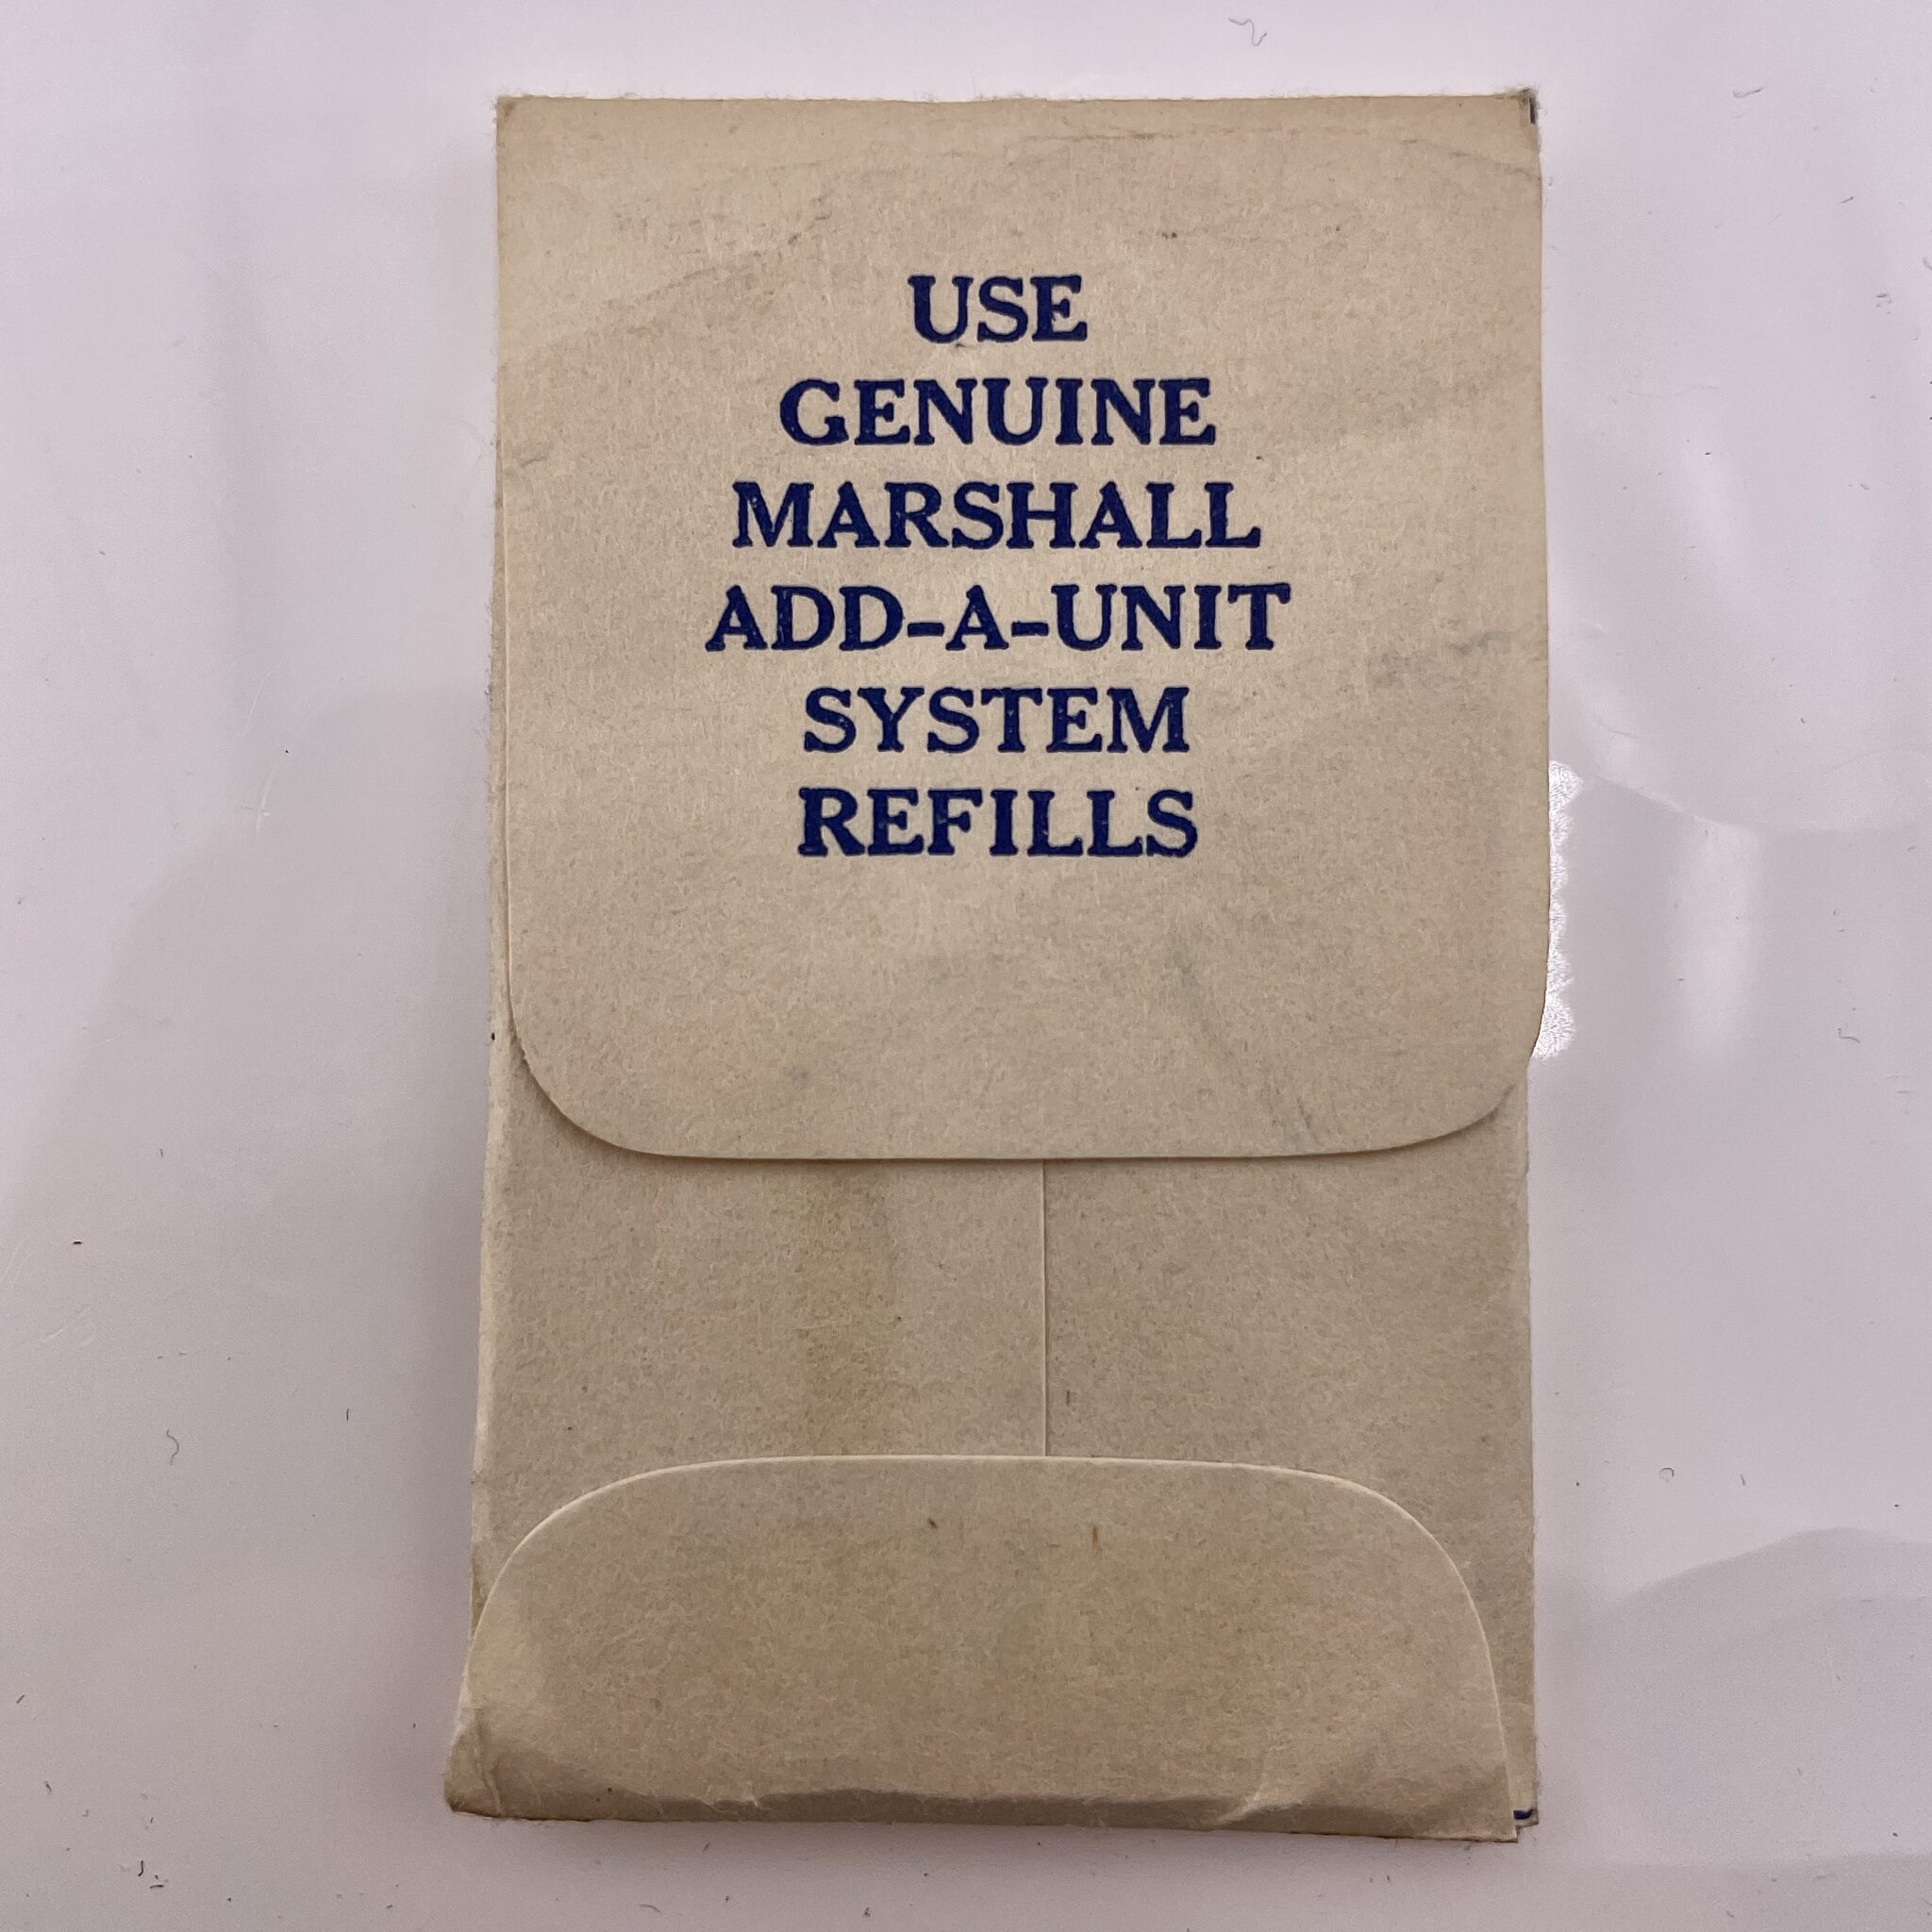 USE
GENUINE
MARSHALL
ADD-A-UNIT
SYSTEM
REFILLS